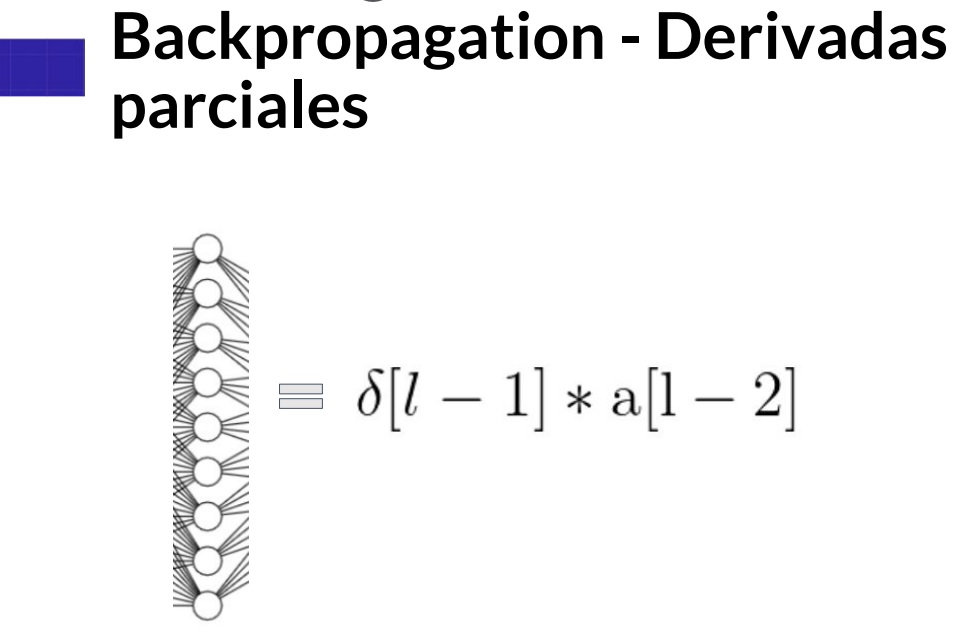 Backpropagation - Derivadas
parciales
= δ[l − 1] ∗ a[l − 2]